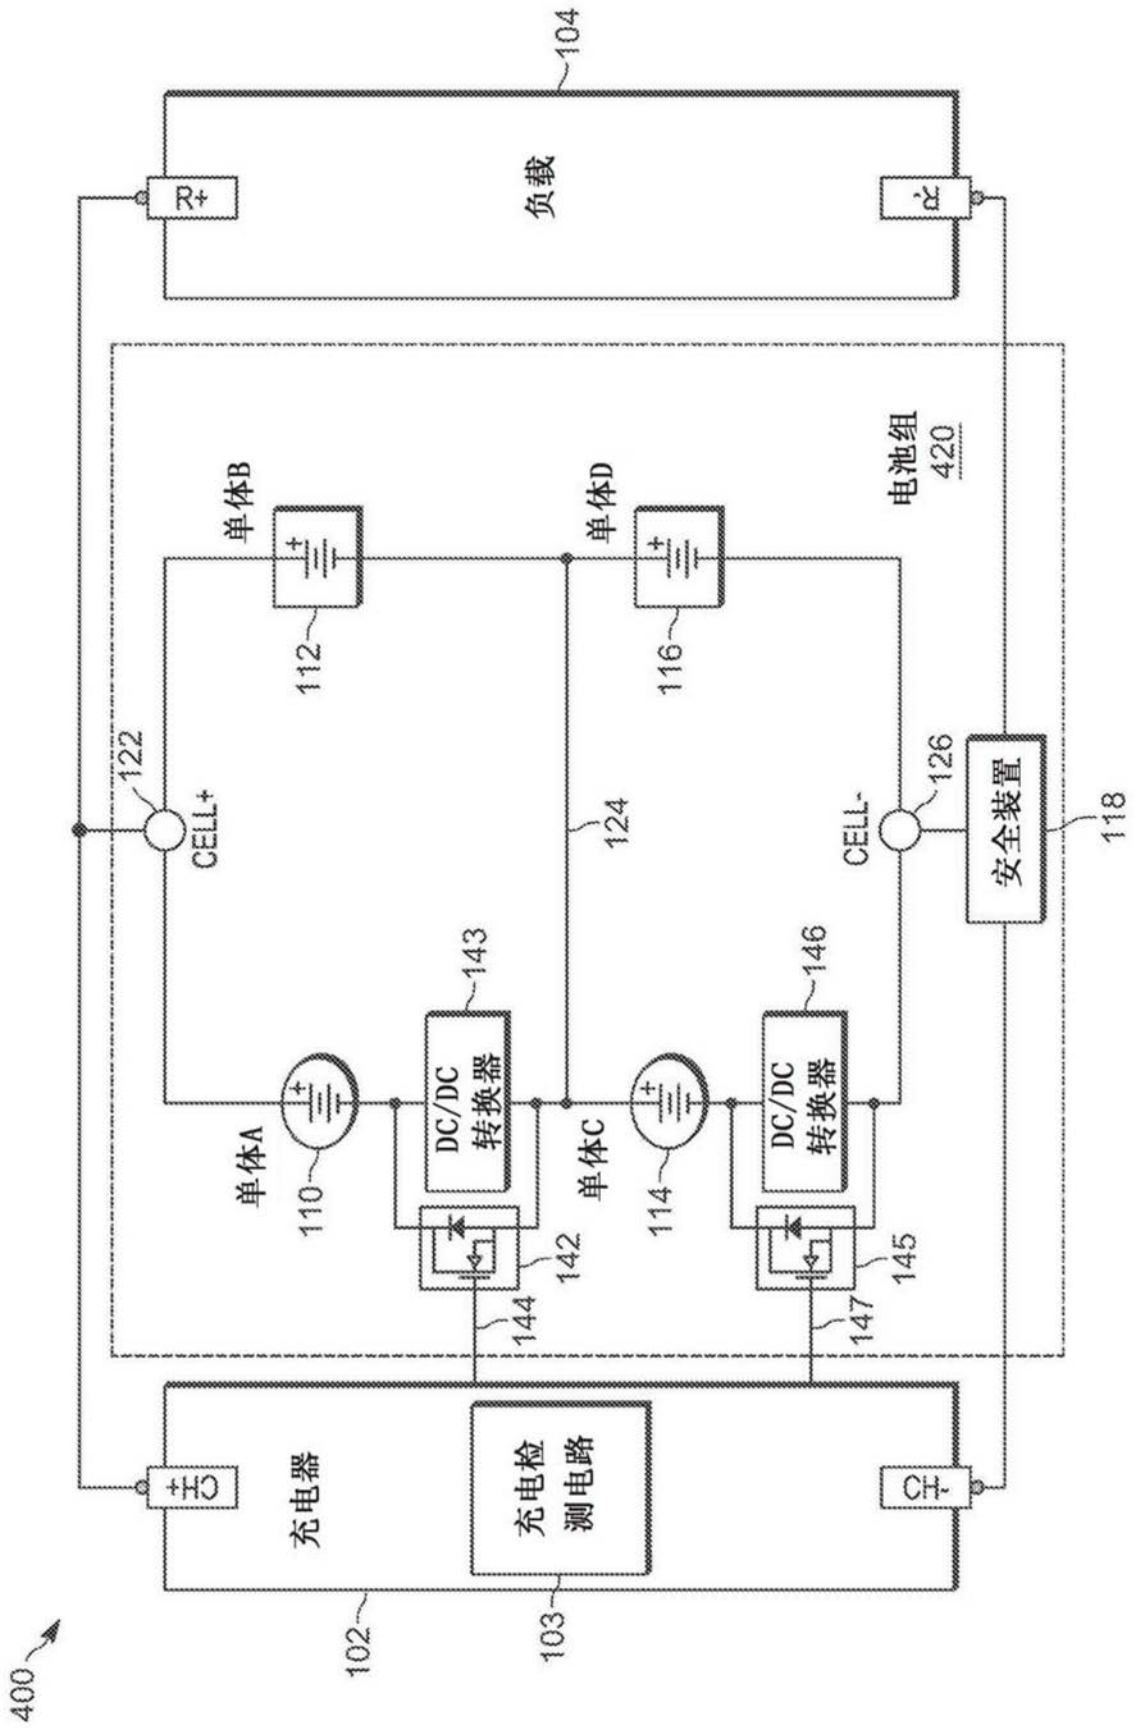 400
102
充电器
CH+
充电检
测电路
103
CH-
144
142
147
145
单体A
110
DC/DC
转换器
143
单体C
114
DC/DC
转换器
146
122
CELL+
124
CELL-
126
安全装置
118
单体B
112
单体D
116
电池组
420
R+
负载
R-
104